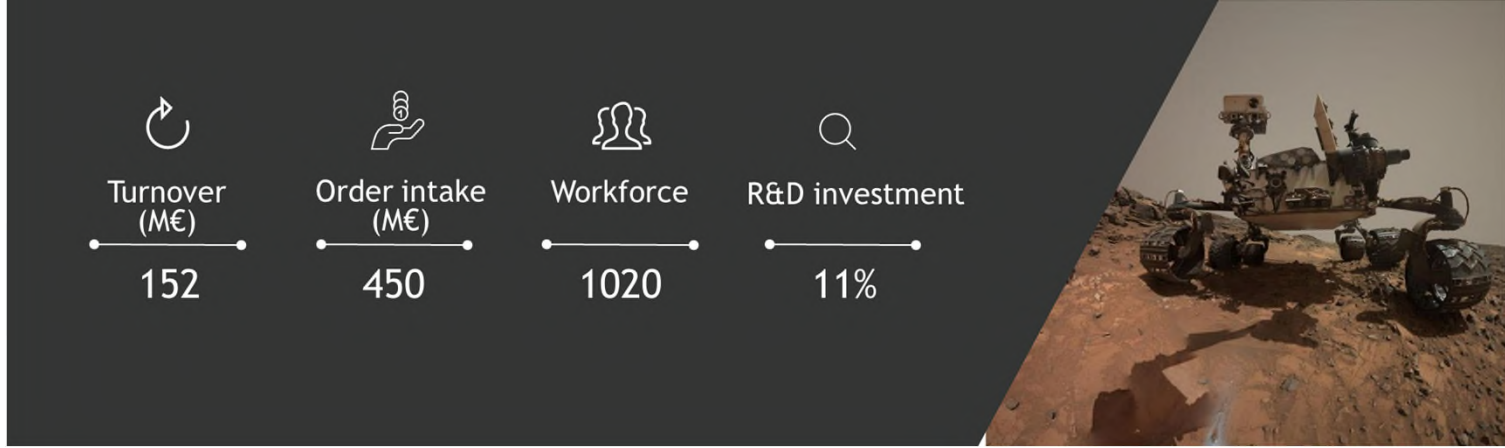 Turnover
(M€)
152
Order intake
(M€)
450
Workforce
1020
R&D investment
11%